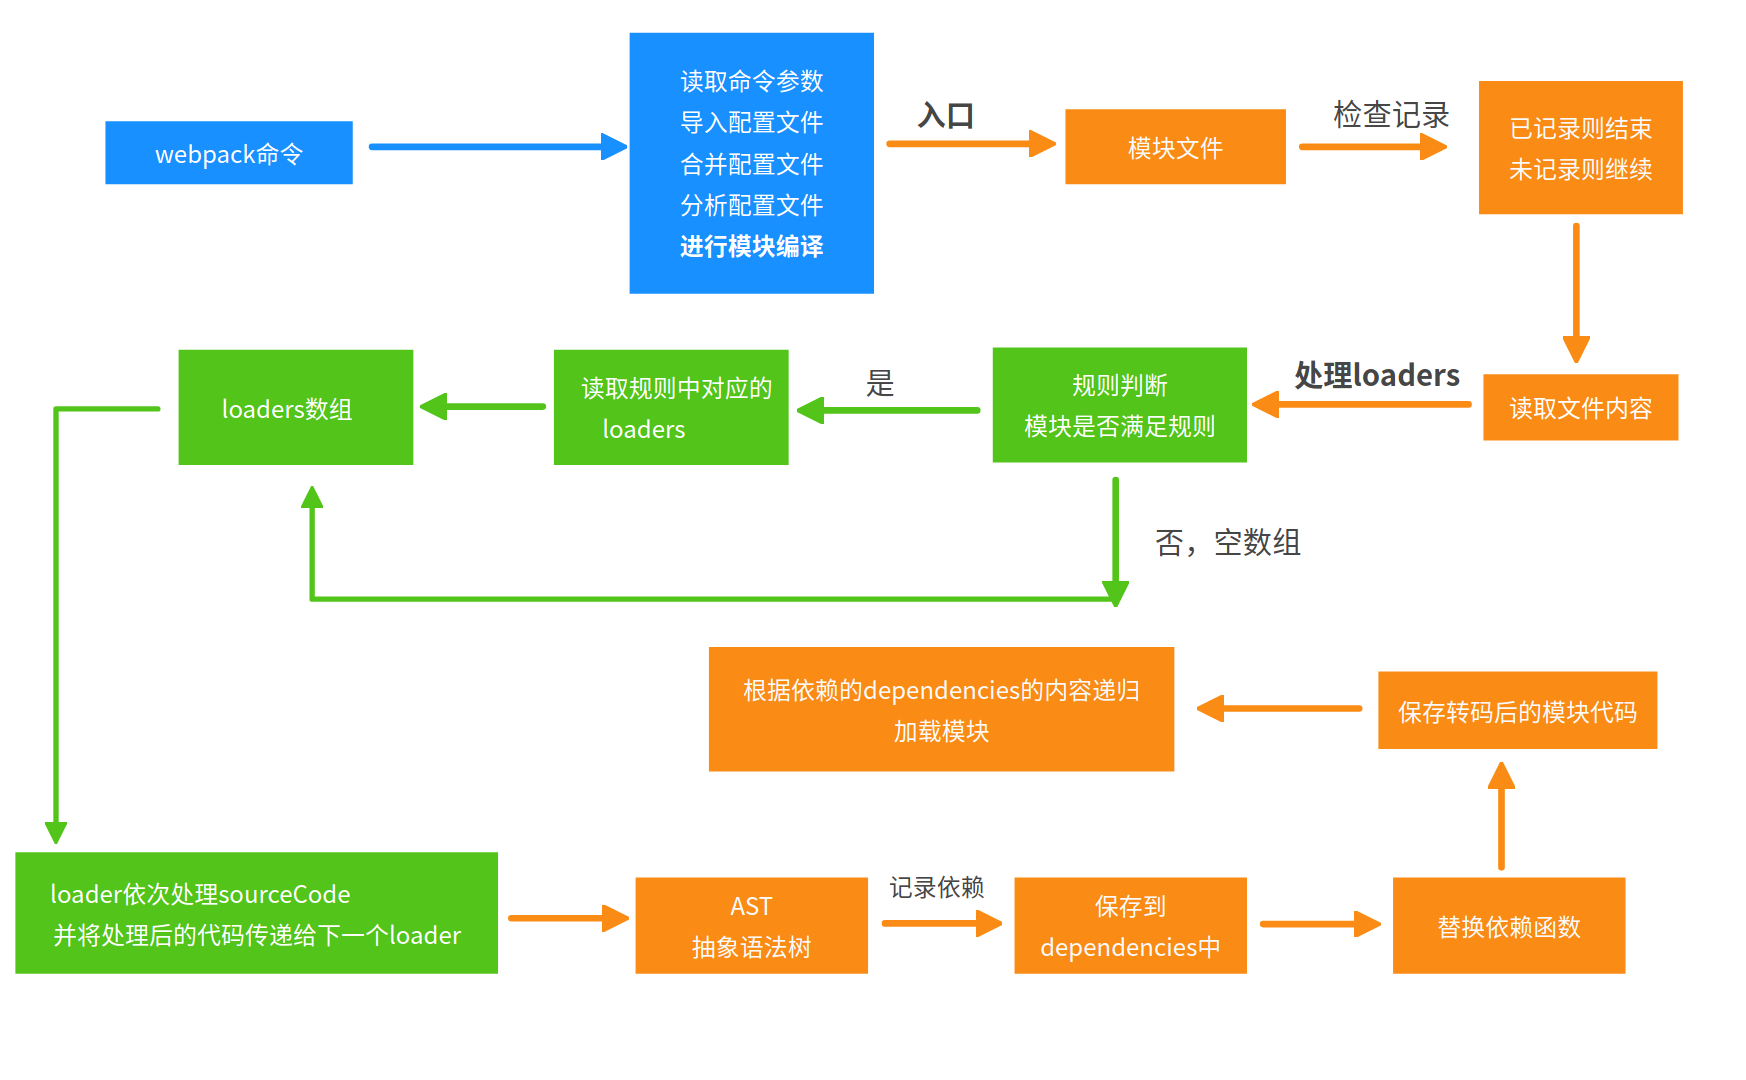 webpack命令
读取命令参数
导入配置文件
合并配置文件
分析配置文件
进行模块编译
入口
模块文件
检查记录
已记录则结束
未记录则继续
读取文件内容
处理loaders
规则判断
模块是否满足规则
是
读取规则中对应的
loaders
loaders数组
否，空数组
loader依次处理sourceCode
并将处理后的代码传递给下一个loader
AST
抽象语法树
记录依赖
保存到
dependencies中
替换依赖函数
保存转码后的模块代码
根据依赖的dependencies的内容递归
加载模块